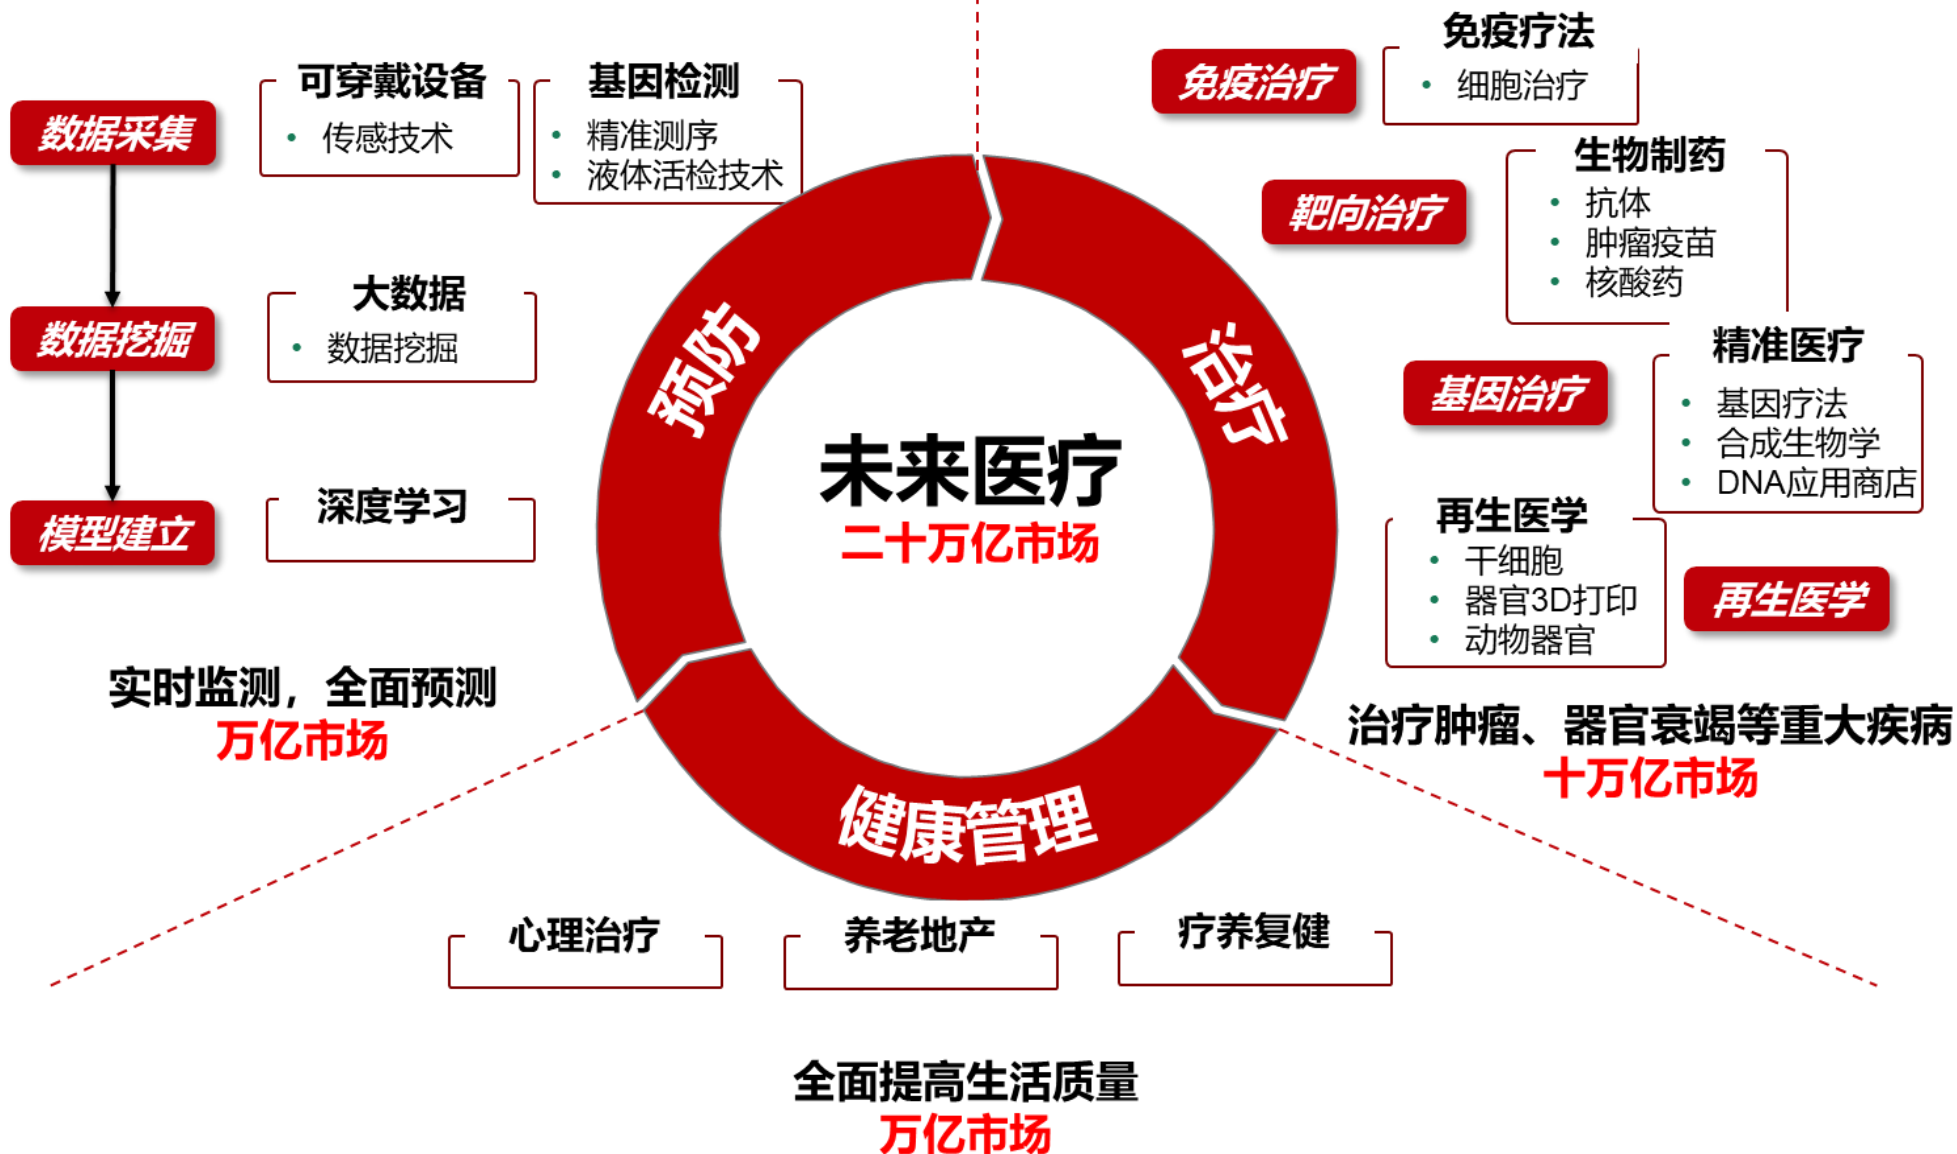 数据采集
可穿戴设备
传感技术
基因检测
精准测序
液体活检技术
数据挖掘
大数据
数据挖掘
模型建立
深度学习
实时监测，全面预测
万亿市场
预防
治疗
健康管理
未来医疗
二十万亿市场
免疫治疗
免疫疗法
细胞治疗
靶向治疗
生物制药
抗体
肿瘤疫苗
核酸药
基因治疗
精准医疗
基因疗法
合成生物学
DNA应用商店
再生医学
干细胞
器官3D打印
动物器官
再生医学
治疗肿瘤、器官衰竭等重大疾病
十万亿市场
心理治疗
养老地产
疗养复健
全面提高生活质量
万亿市场